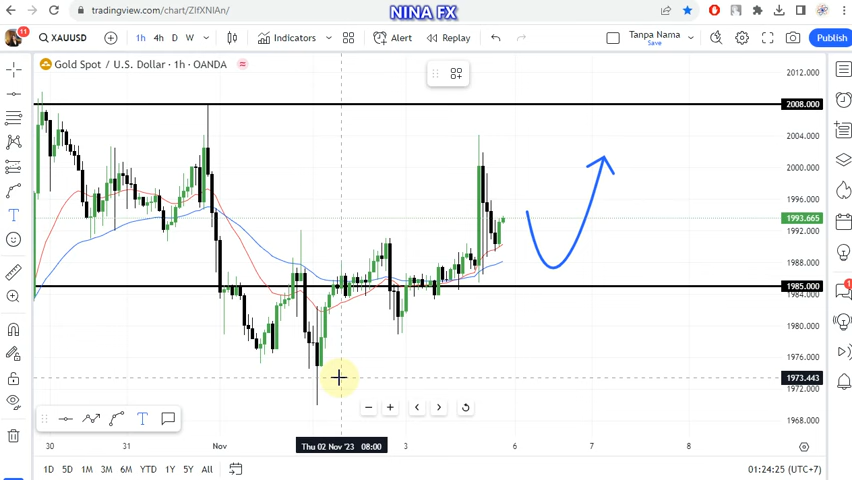 NINA FX
tradingview.com/chart/ZIfXNIAn/
11
XAUUSD
1h 4h D W
Indicators
Alert
Replay
Tanpa Nama
Save
Publish
Gold Spot / U.S. Dollar · 1h · OANDA
2012.000
2008.000
2004.000
2000.000
1996.000
1993.665
1992.000
1988.000
1985.000
1984.000
1980.000
1976.000
1973.443
1972.000
1968.000
1
30 31 Nov Thu 02 Nov '23 08:00 3 6 7 8
1D 5D 1M 3M 6M YTD 1Y 5Y All
01:24:25 (UTC+7)